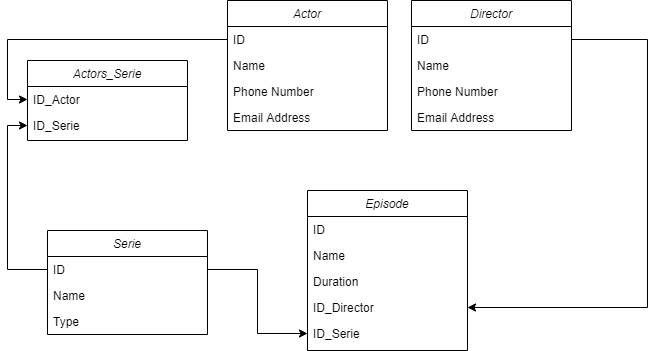 Actor
ID
Name
Phone Number
Email Address
Director
ID
Name
Phone Number
Email Address
Actors_Serie
ID_Actor
ID_Serie
Episode
ID
Name
Duration
ID_Director
ID_Serie
Serie
ID
Name
Type